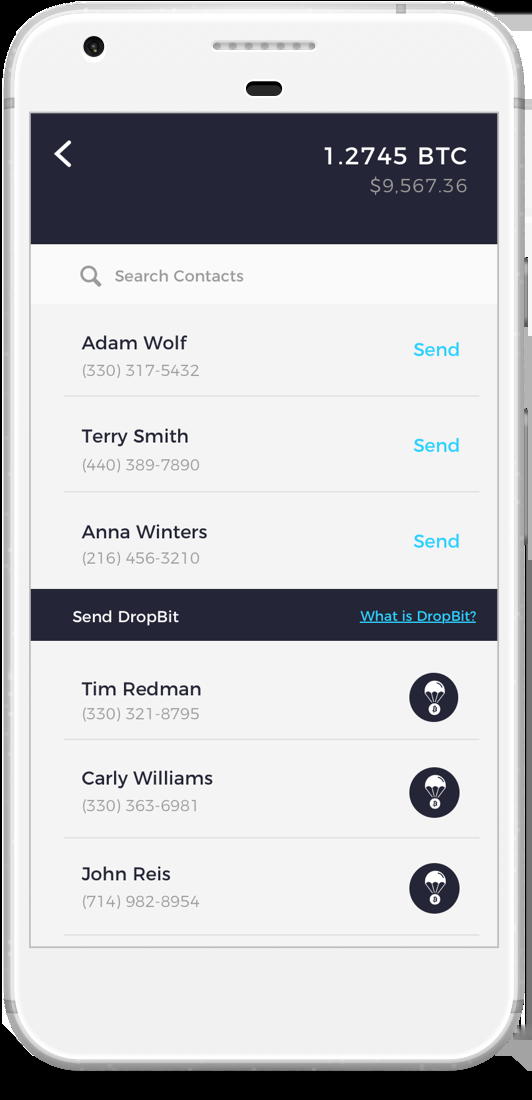 1.2745 BTC
$9,567.36
Search Contacts
Adam Wolf
Send
(330) 317-5432
Terry Smith
Send
(440) 389-7890
Anna Winters
Send
(216) 456-3210
Send DropBit
What is DropBit?
Tim Redman
(330) 321-8795
Carly Williams
(330) 363-6981
John Reis
(714) 982-8954